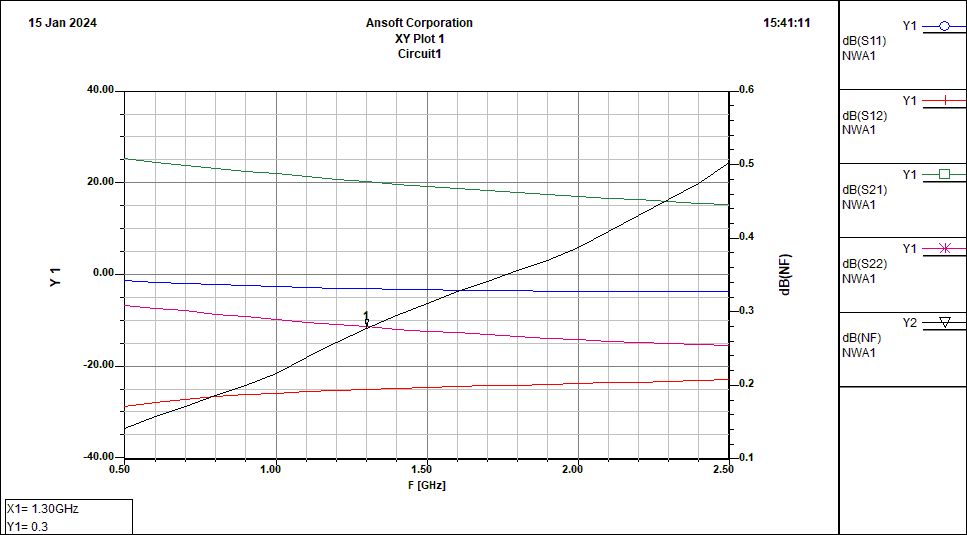 15 Jan 2024
Ansoft Corporation
15:41:11
XY Plot 1
Circuit1
Y1
dB(S11)
NWA1
Y1
dB(S12)
NWA1
Y1
dB(S21)
NWA1
Y1
dB(S22)
NWA1
Y2
dB(NF)
NWA1
40.00
20.00
0.00
-20.00
-40.00
Y 1
1
0.6
0.5
0.4
0.3
0.2
0.1
dB(NF)
0.50
1.00
1.50
2.00
2.50
F [GHz]
X1= 1.30GHz
Y1= 0.3